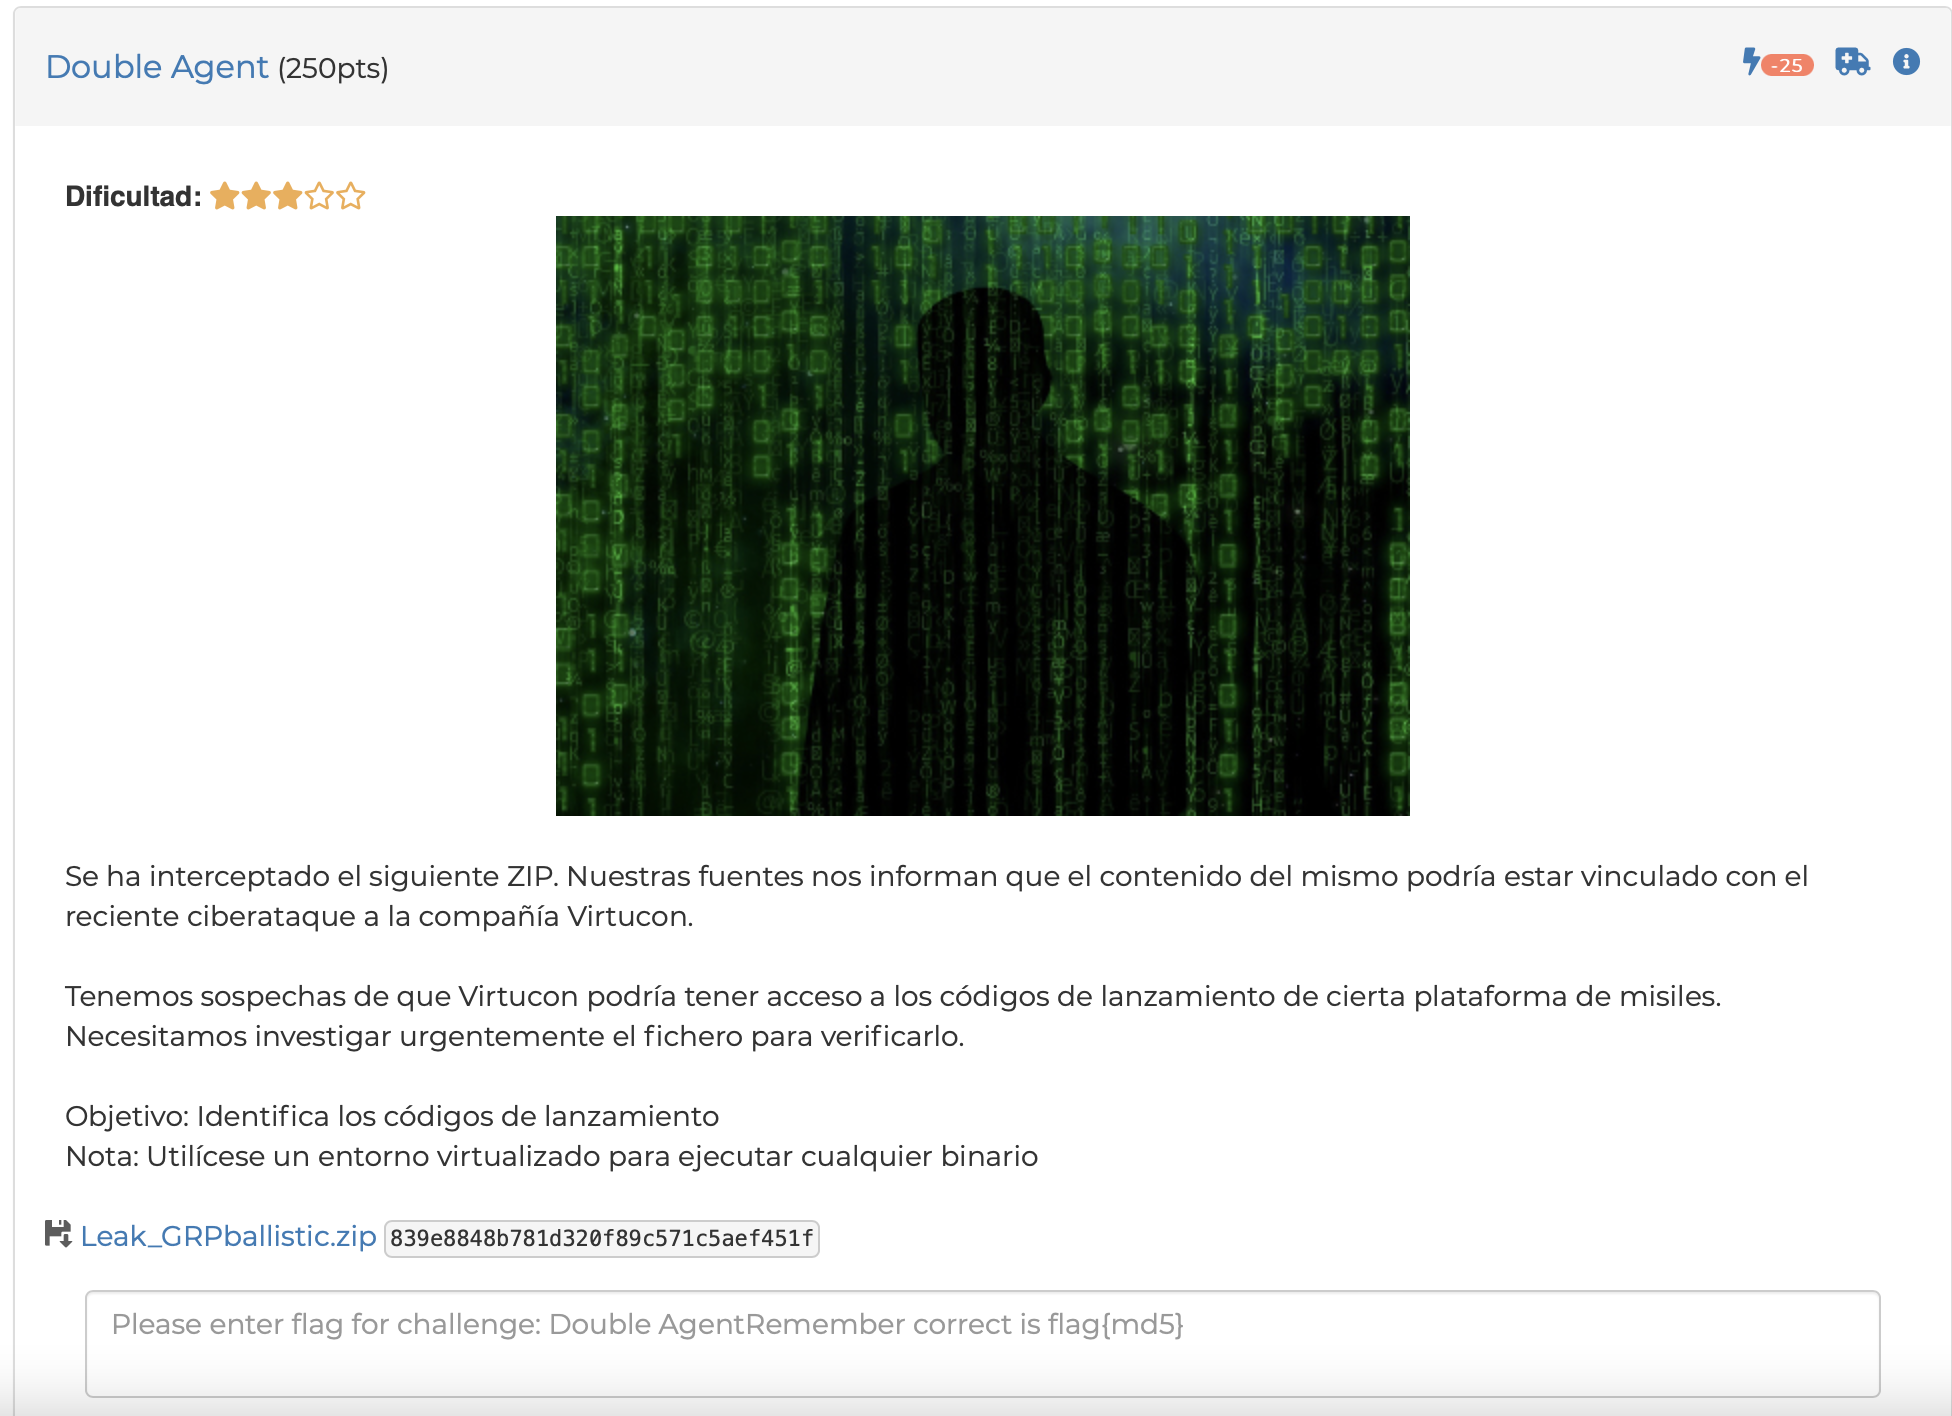 Double Agent (250pts)
-25
Dificultad:
Se ha interceptado el siguiente ZIP. Nuestras fuentes nos informan que el contenido del mismo podría estar vinculado con el
reciente ciberataque a la compañía Virtucon.
Tenemos sospechas de que Virtucon podría tener acceso a los códigos de lanzamiento de cierta plataforma de misiles.
Necesitamos investigar urgentemente el fichero para verificarlo.
Objetivo: Identifica los códigos de lanzamiento
Nota: Utilícese un entorno virtualizado para ejecutar cualquier binario
Leak_GRPballistic.zip 839e8848b781d320f89c571c5aef451f
Please enter flag for challenge: Double AgentRemember correct is flag{md5}